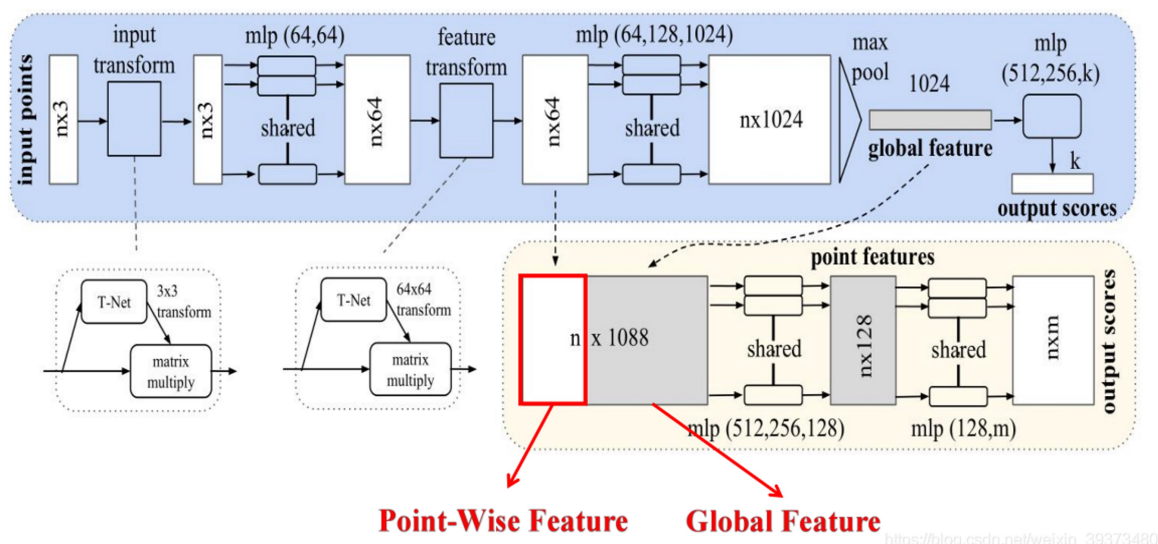 input
transform
mlp (64,64)
feature
transform
mlp (64,128,1024)
max
pool
1024
mlp
(512,256,k)
input points
nx3
nx3
shared
nx64
nx64
shared
nx1024
global feature
k
output scores
point features
T-Net
3x3
transform
matrix
multiply
T-Net
64x64
transform
matrix
multiply
n x 1088
shared
nx128
shared
nxm
output scores
mlp (512,256,128)
mlp (128,m)
Point-Wise Feature
Global Feature
https://blog.csdn.net/weixin_39373480